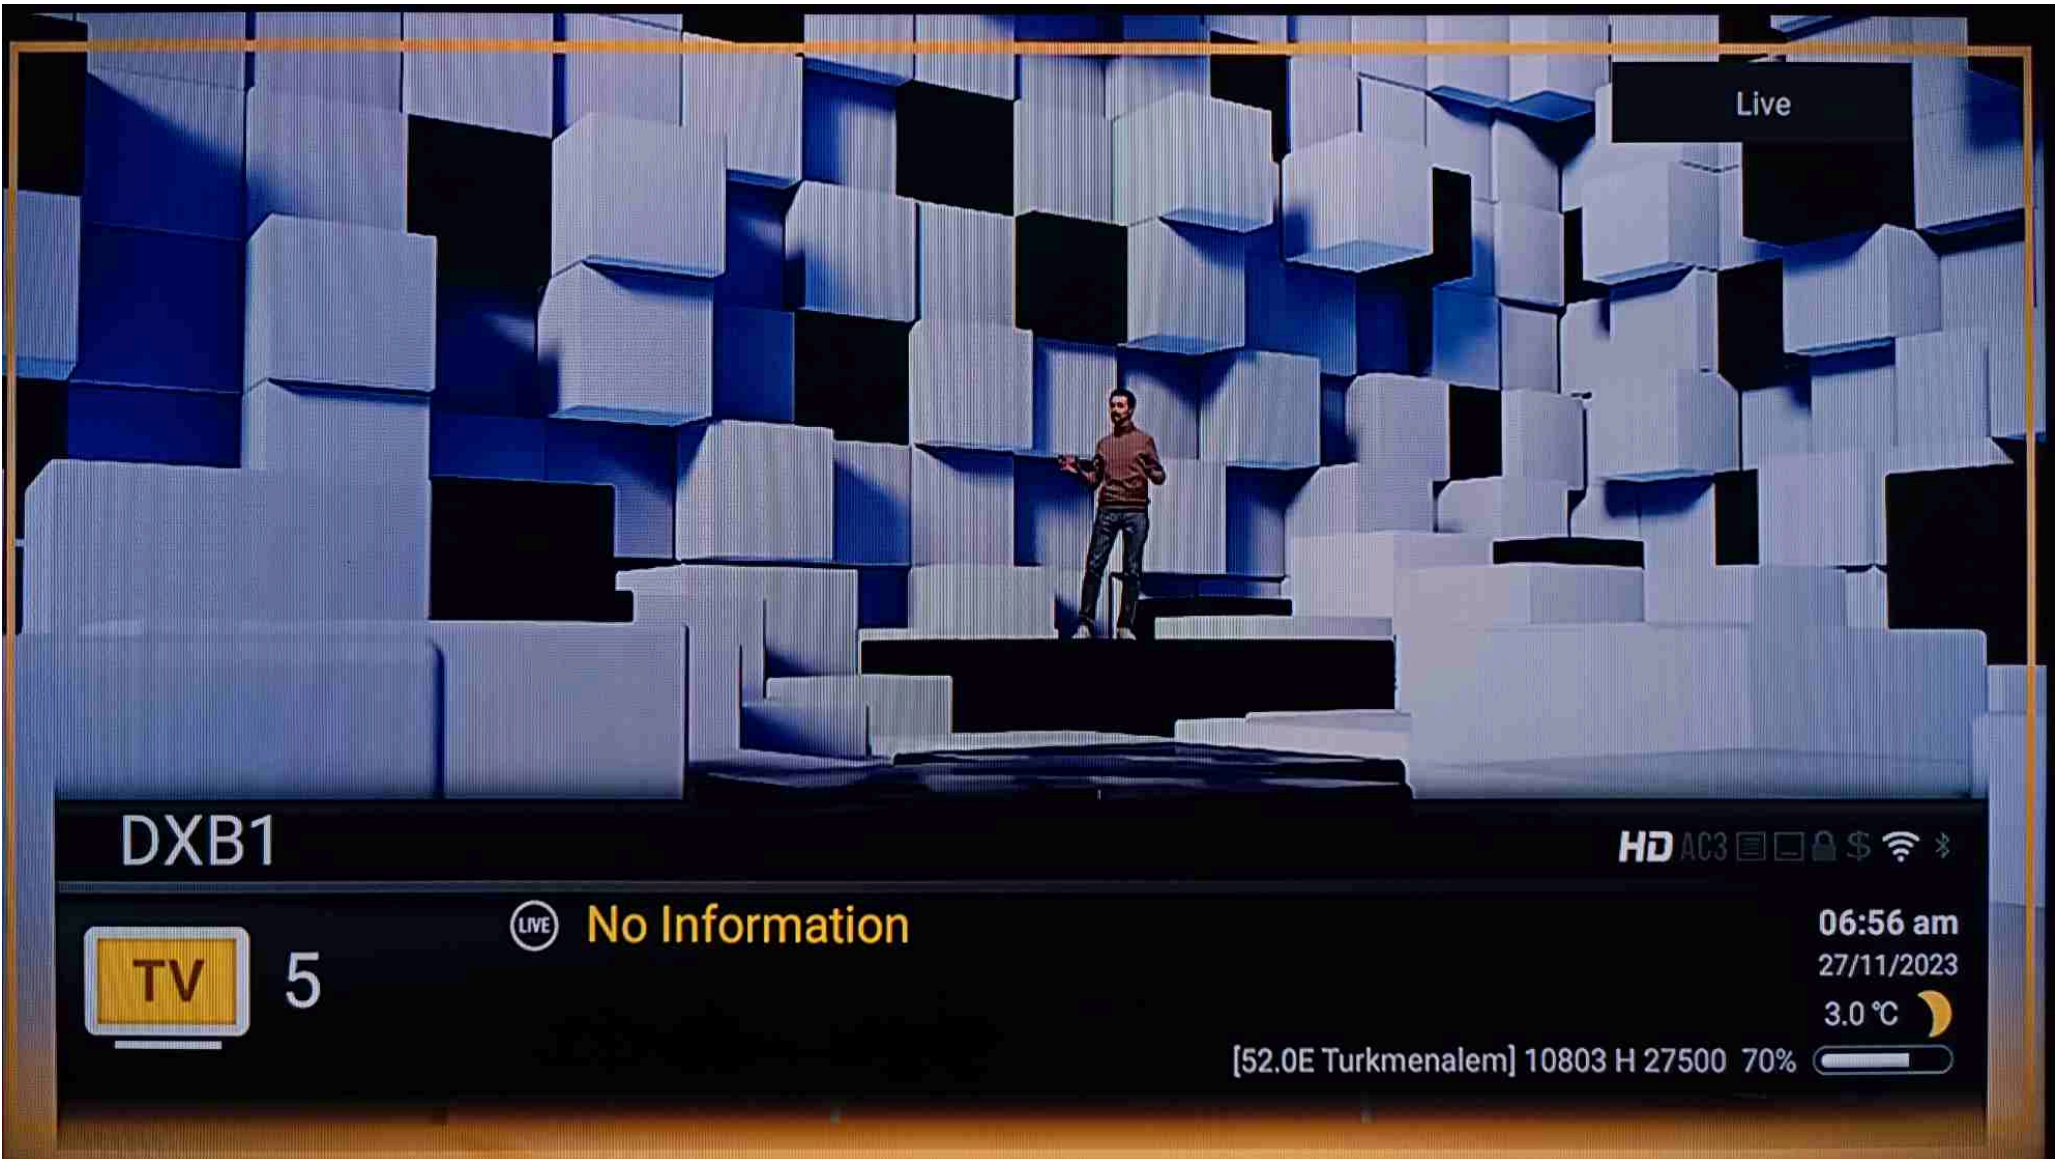 Live
DXB1
HD AC3 $
LIVE No Information
TV 5
06:56 am
27/11/2023
3.0 °C
[52.0E Turkmenalem] 10803 H 27500 70%